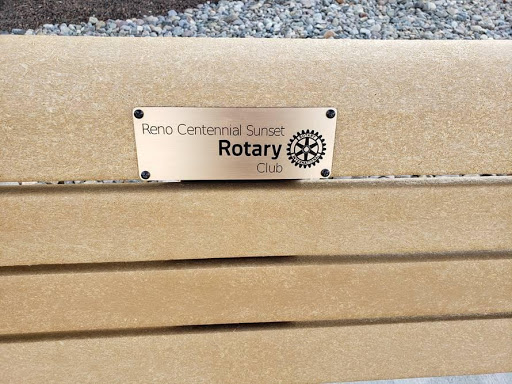 Reno Centennial Sunset
Rotary
Club